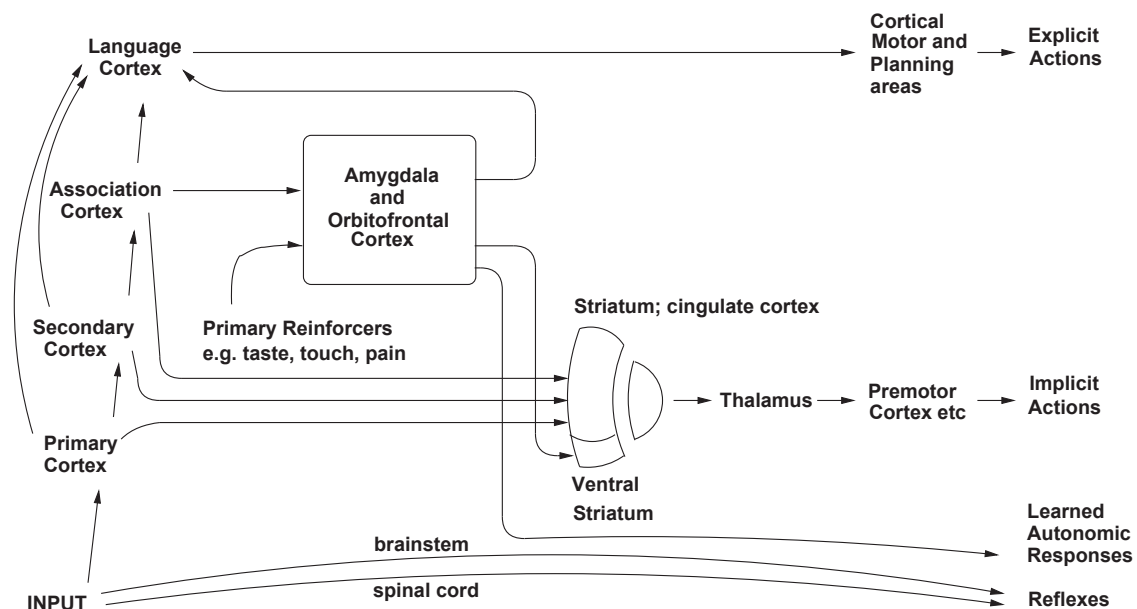 Language
Cortex
Cortical
Motor and
Planning
areas
Explicit
Actions
Association
Cortex
Amygdala
and
Orbitofrontal
Cortex
Secondary
Cortex
Primary Reinforcers
e.g. taste, touch, pain
Striatum; cingulate cortex
Thalamus
Premotor
Cortex etc
Implicit
Actions
Primary
Cortex
Ventral
Striatum
Learned
Autonomic
Responses
brainstem
spinal cord
INPUT
Reflexes